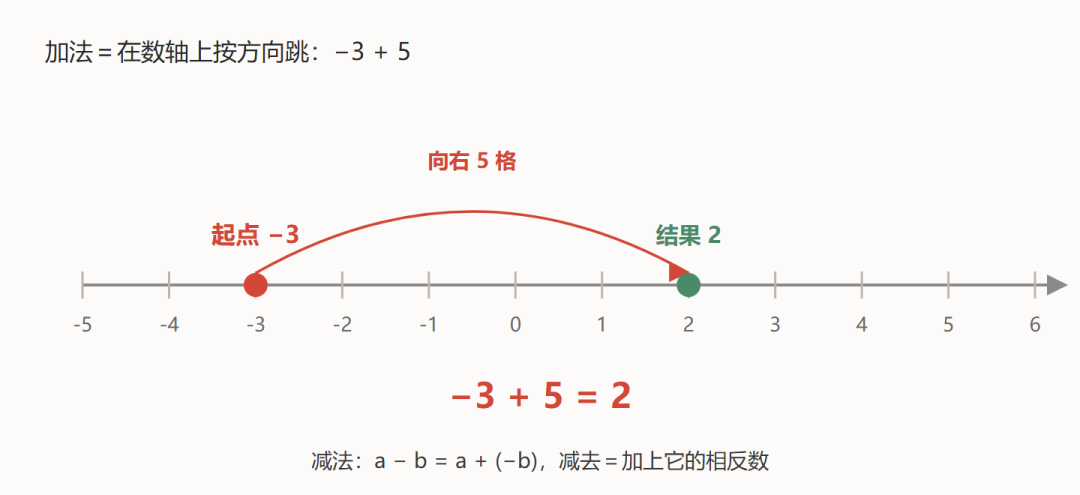 加法＝在数轴上按方向跳：−3 + 5
向右 5 格
起点 −3
结果 2
-5 -4 -3 -2 -1 0 1 2 3 4 5 6
−3 + 5 = 2
减法：a − b = a + (−b)，减去＝加上它的相反数